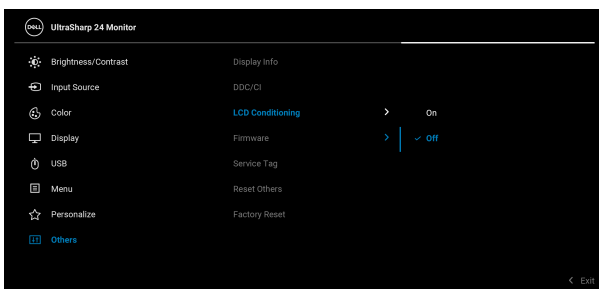 DELL UltraSharp 24 Monitor
Brightness/Contrast
Input Source
Color
Display
USB
Menu
Personalize
Others
Display Info
DDC/CI
LCD Conditioning
Firmware
Service Tag
Reset Others
Factory Reset
On
Off
Exit